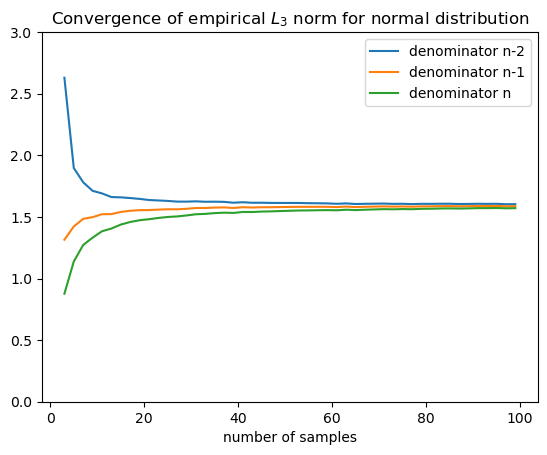 Convergence of empirical L₃ norm for normal distribution
denominator n-2
denominator n-1
denominator n
3.0
2.5
2.0
1.5
1.0
0.5
0.0
0 20 40 60 80 100
number of samples